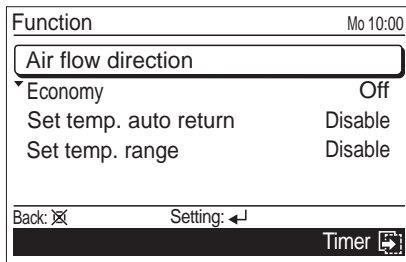 Function Mo 10:00
Air flow direction
Economy Off
Set temp. auto return Disable
Set temp. range Disable
Back: Setting:
Timer